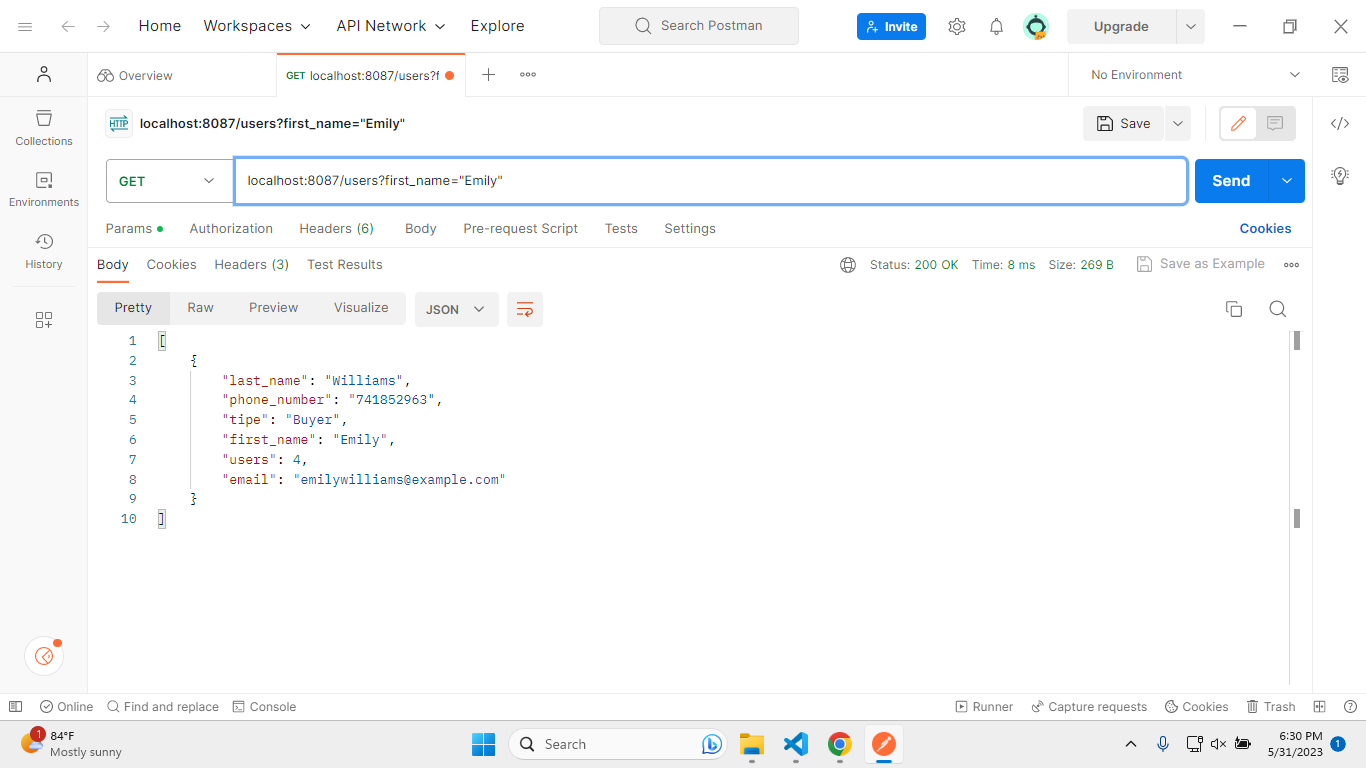 Home Workspaces API Network Explore Search Postman Invite Upgrade
Overview GET localhost:8087/users?f No Environment
HTTP localhost:8087/users?first_name="Emily" Save
Collections
GET localhost:8087/users?first_name="Emily" Send
Environments
Params Authorization Headers (6) Body Pre-request Script Tests Settings Cookies
History
Body Cookies Headers (3) Test Results Status: 200 OK Time: 8 ms Size: 269 B Save as Example
Pretty Raw Preview Visualize JSON
1 [
2 {
3 "last_name": "Williams",
4 "phone_number": "741852963",
5 "tipe": "Buyer",
6 "first_name": "Emily",
7 "users": 4,
8 "email": "emilywilliams@example.com"
9 }
10 ]
Online Find and replace Console Runner Capture requests Cookies Trash
1 84°F
Mostly sunny
Search
6:30 PM
5/31/2023 1